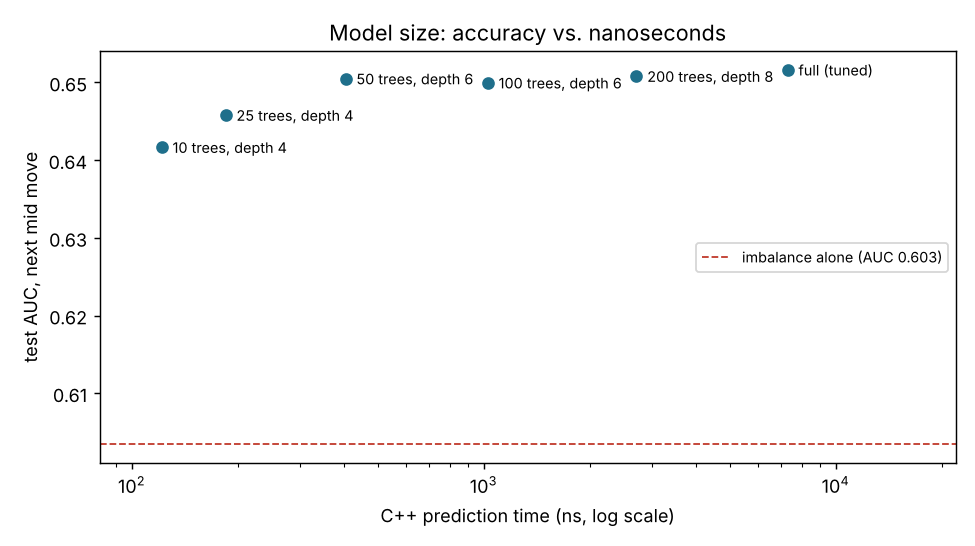 Model size: accuracy vs. nanoseconds
test AUC, next mid move
0.65
0.64
0.63
0.62
0.61
full (tuned)
200 trees, depth 8
50 trees, depth 6
100 trees, depth 6
25 trees, depth 4
10 trees, depth 4
imbalance alone (AUC 0.603)
10²
10³
10⁴
C++ prediction time (ns, log scale)